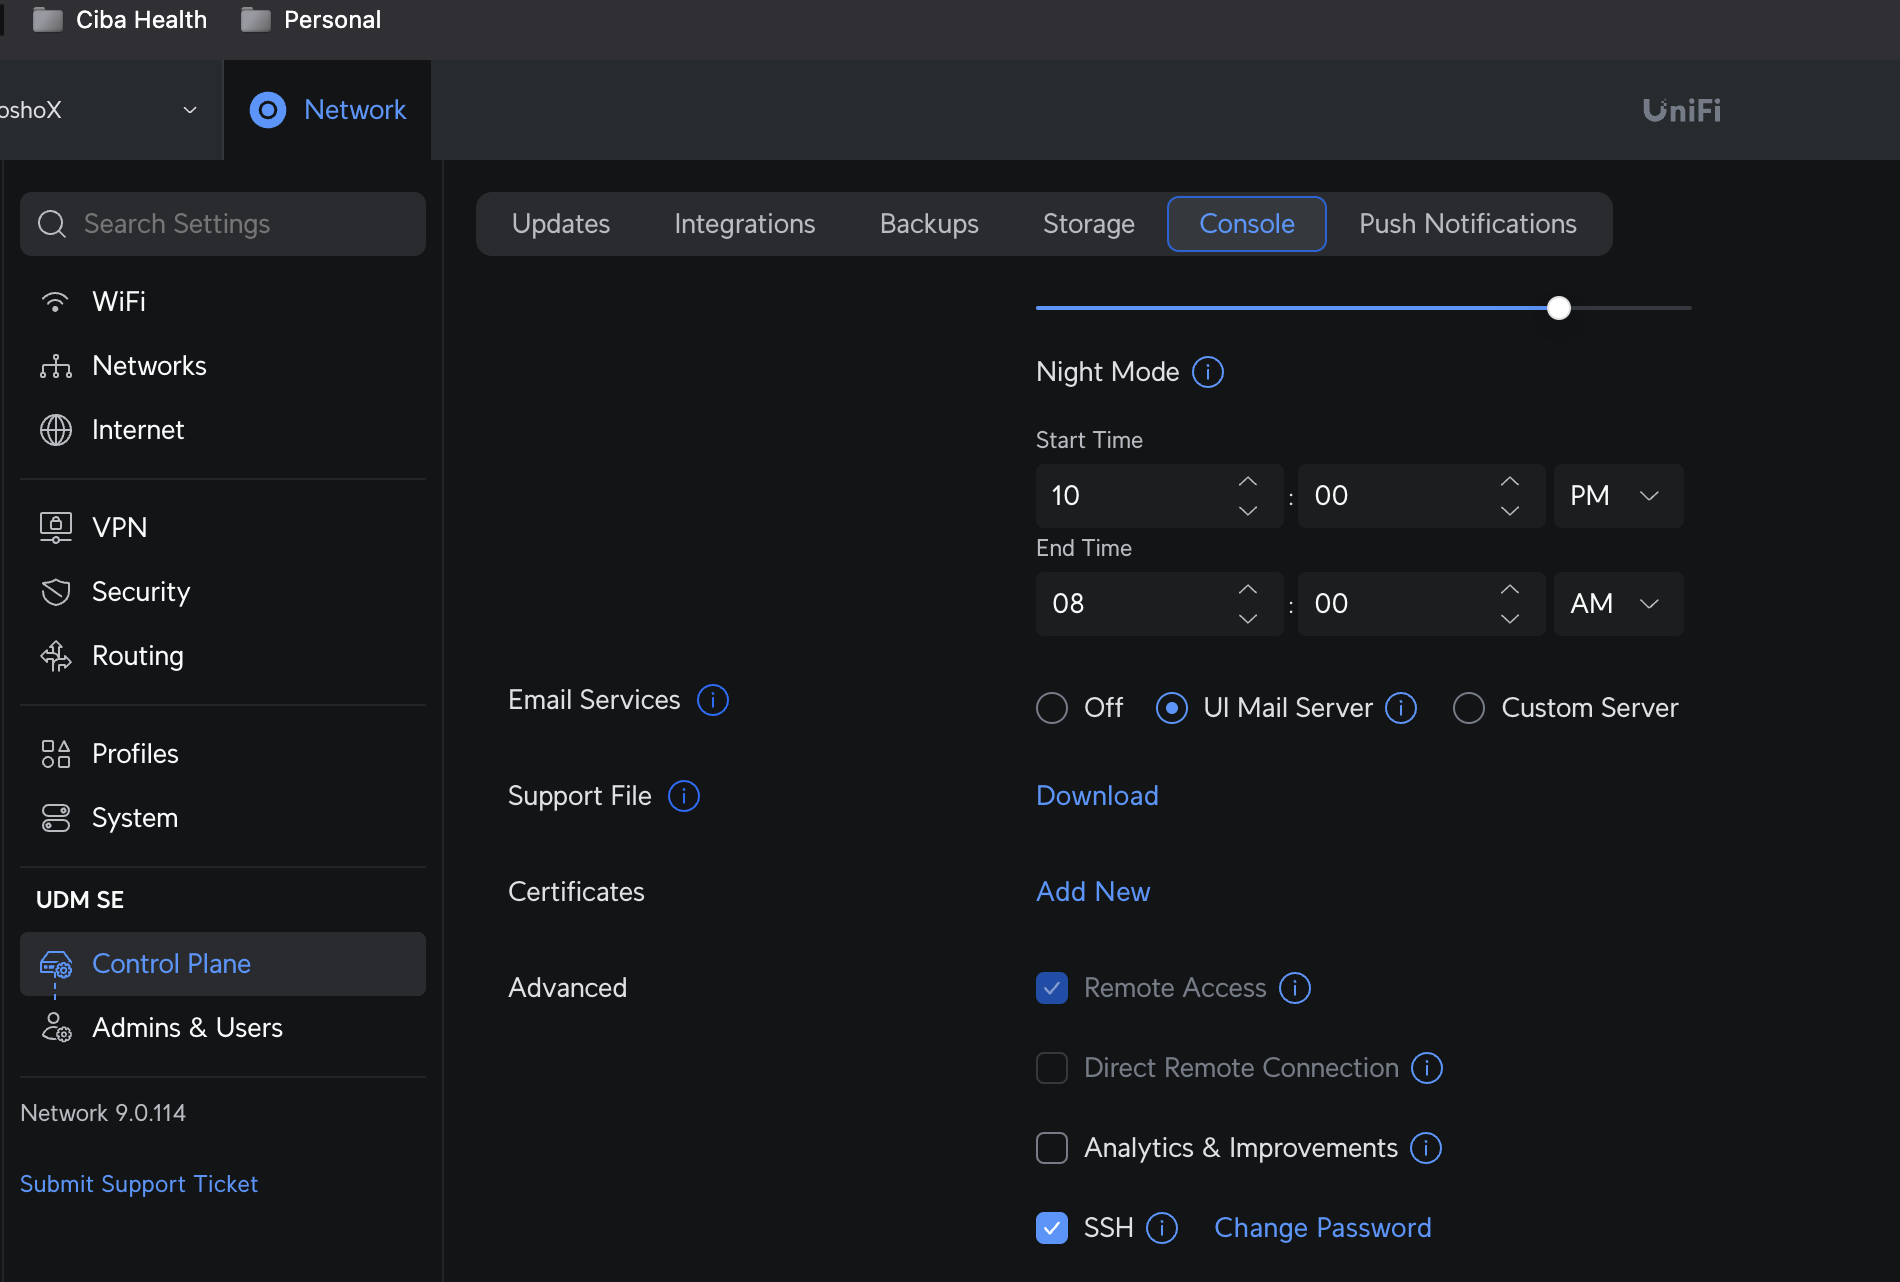 Ciba Health Personal
oshoX Network UniFi
Search Settings
WiFi
Networks
Internet
VPN
Security
Routing
Profiles
System
UDM SE
Control Plane
Admins & Users
Network 9.0.114
Submit Support Ticket
Updates Integrations Backups Storage Console Push Notifications
Night Mode
Start Time
10 : 00 PM
End Time
08 : 00 AM
Email Services Off UI Mail Server Custom Server
Support File Download
Certificates Add New
Advanced Remote Access
Direct Remote Connection
Analytics & Improvements
SSH Change Password